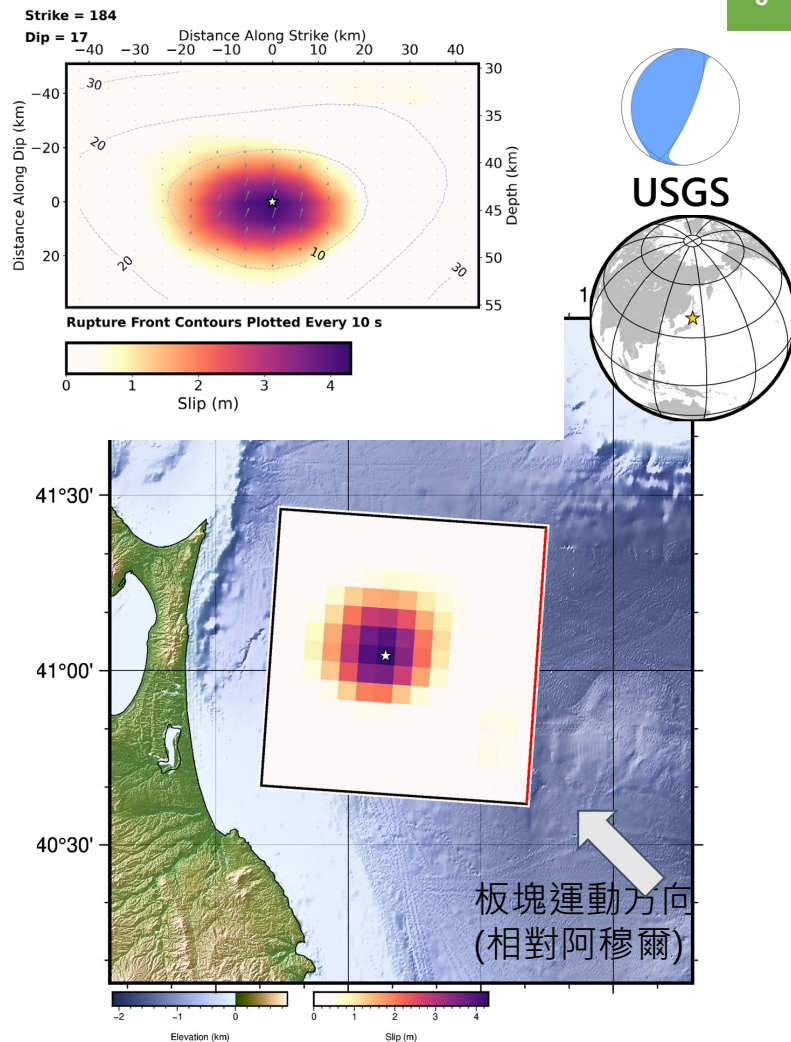 Strike = 184
Dip = 17
Distance Along Strike (km)
−40 −30 −20 −10 0 10 20 30 40
Distance Along Dip (km)
−40
−20
0
20
30
20
20
10
30
30
35
40
45
50
55
Depth (km)
Rupture Front Contours Plotted Every 10 s
0 1 2 3 4
Slip (m)
USGS
1
41°30'
41°00'
40°30'
板塊運動方向
(相對阿穆爾)
−2 −1 0
Elevation (km)
0 1 2 3 4
Slip (m)